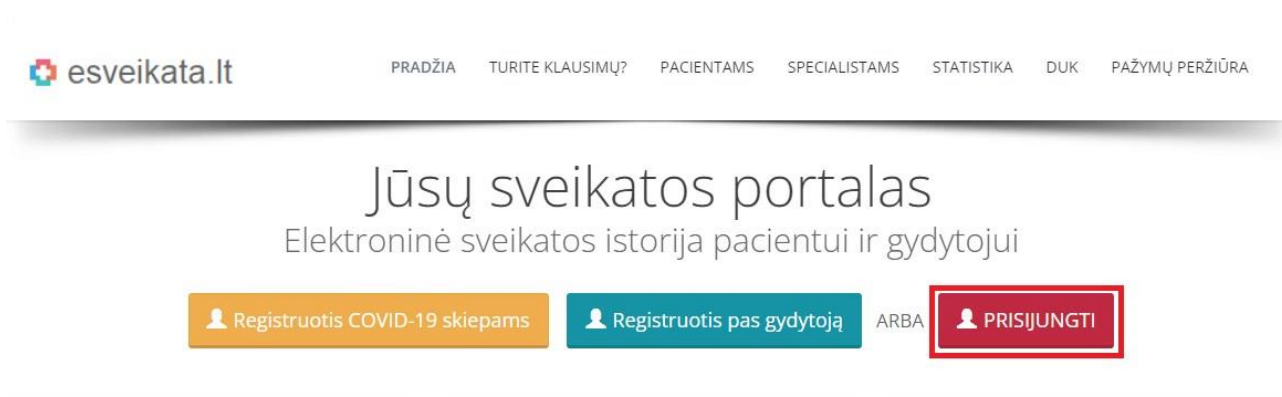 esveikata.lt
PRADŽIA TURITE KLAUSIMŲ? PACIENTAMS SPECIALISTAMS STATISTIKA DUK PAŽYMŲ PERŽIŪRA
Jūsų sveikatos portalas
Elektroninė sveikatos istorija pacientui ir gydytojui
Registruotis COVID-19 skiepams Registruotis pas gydytoją ARBA PRISIJUNGTI